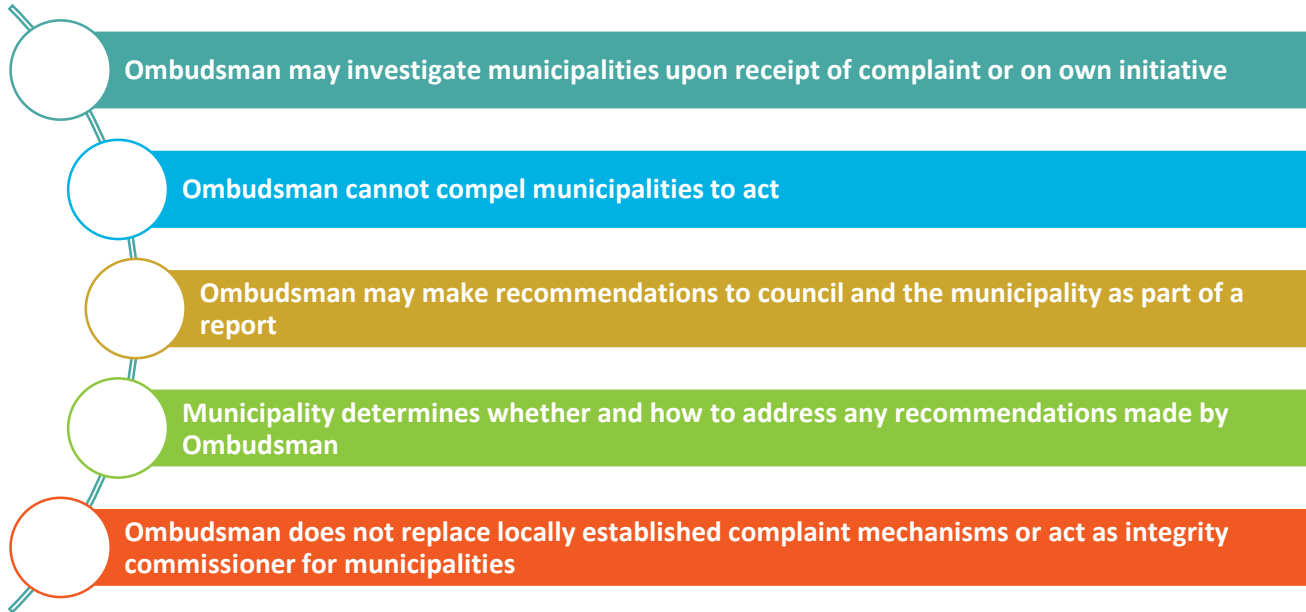 Ombudsman may investigate municipalities upon receipt of complaint or on own initiative
Ombudsman cannot compel municipalities to act
Ombudsman may make recommendations to council and the municipality as part of a
report
Municipality determines whether and how to address any recommendations made by
Ombudsman
Ombudsman does not replace locally established complaint mechanisms or act as integrity
commissioner for municipalities